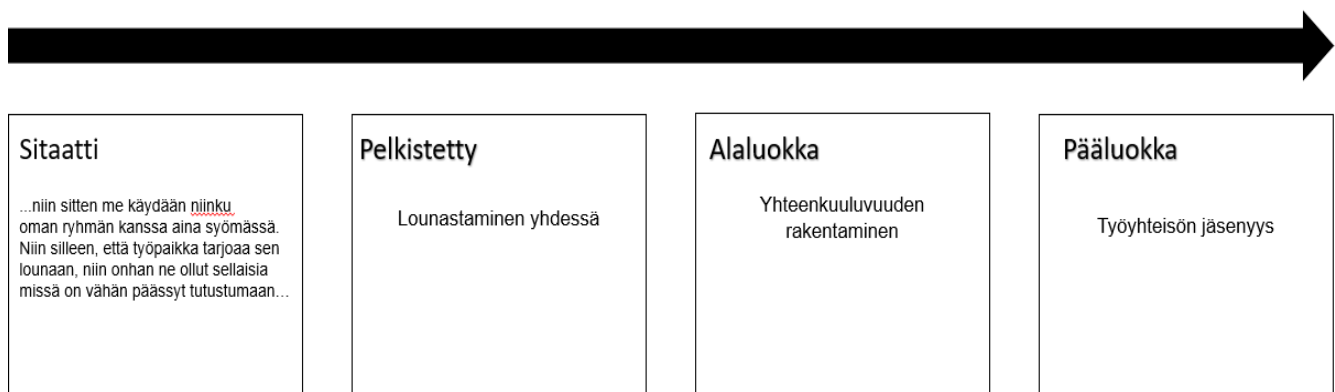 Sitaatti
...niin sitten me käydään niinku
oman ryhmän kanssa aina syömässä.
Niin silleen, että työpaikka tarjoaa sen
lounaan, niin onhan ne ollut sellaisia
missä on vähän päässyt tutustumaan…
Pelkistetty
Lounastaminen yhdessä
Alaluokka
Yhteenkuuluvuuden
rakentaminen
Pääluokka
Työyhteisön jäsenyys